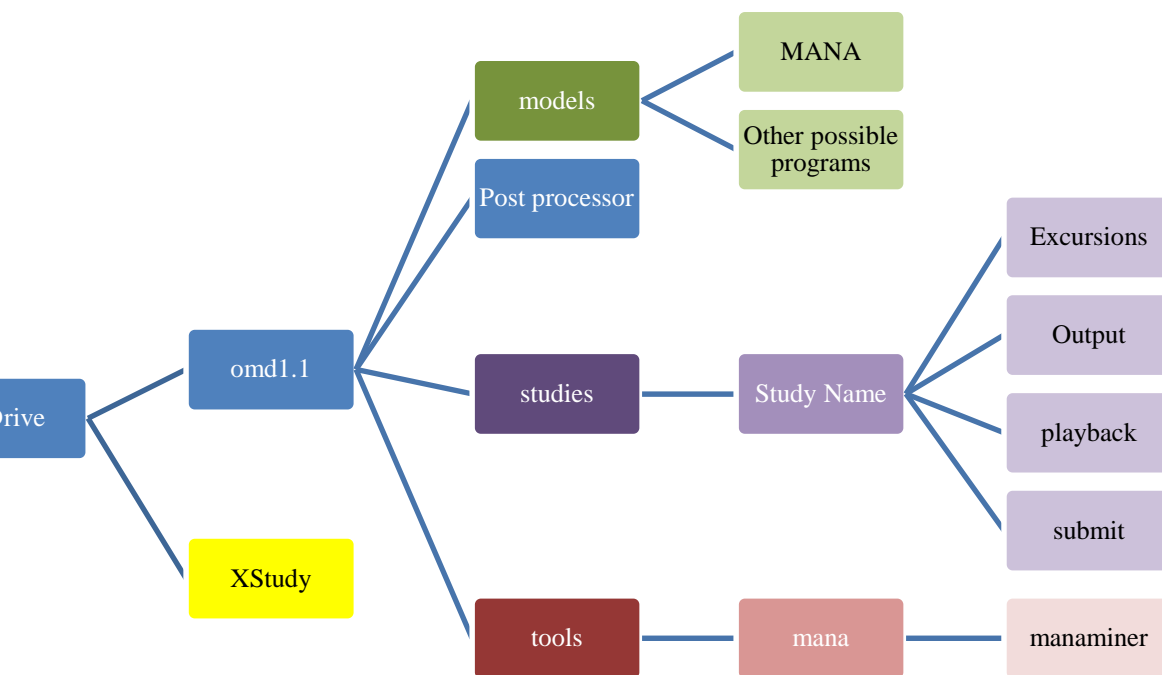 MANA
models
Other possible
programs
Post processor
Excursions
Output
omd1.1
studies
Study Name
playback
submit
XStudy
tools
mana
manaminer